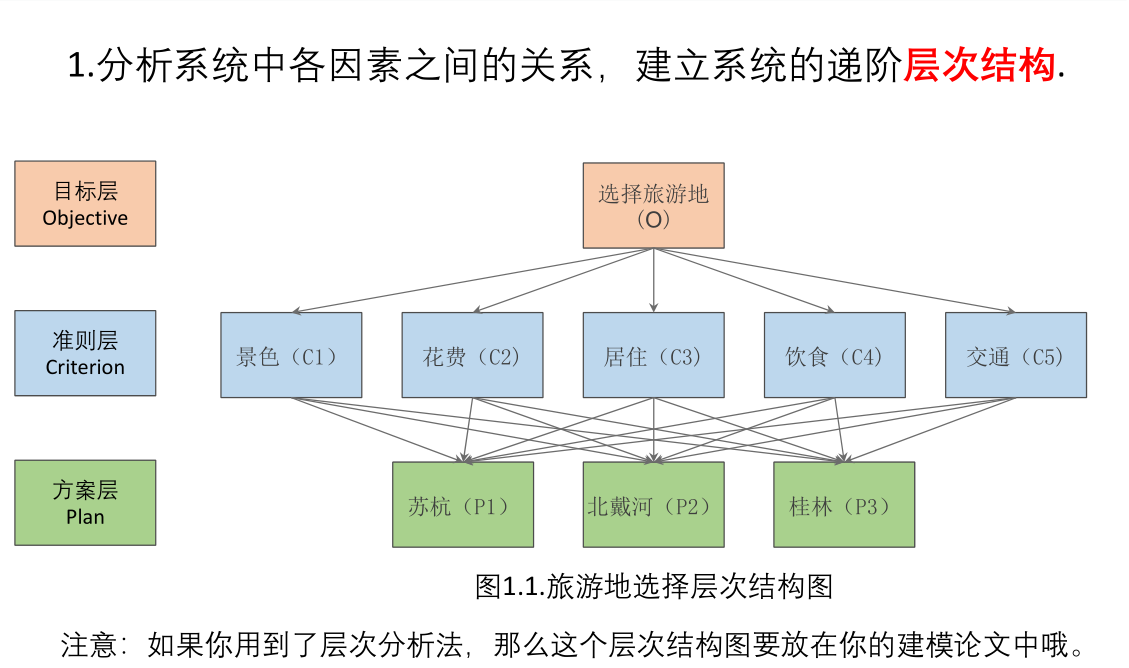 1.分析系统中各因素之间的关系，建立系统的递阶层次结构.
目标层
Objective
选择旅游地
(O)
准则层
Criterion
景色（C1）
花费（C2)
居住（C3)
饮食（C4)
交通（C5)
方案层
Plan
苏杭（P1）
北戴河（P2）
桂林（P3）
图1.1.旅游地选择层次结构图
注意：如果你用到了层次分析法，那么这个层次结构图要放在你的建模论文中哦。